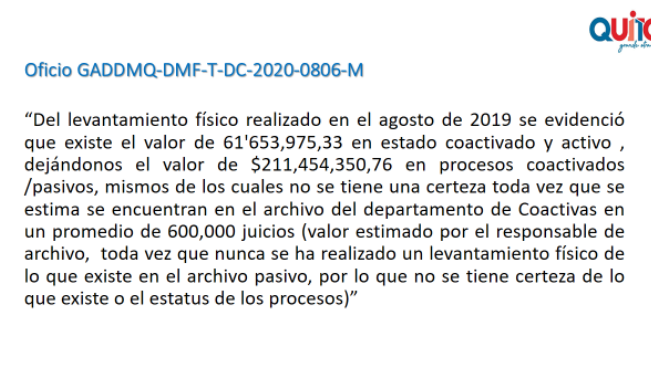 QUITO
grande otra
Oficio GADDMQ-DMF-T-DC-2020-0806-M
“Del levantamiento físico realizado en el agosto de 2019 se evidenció
que existe el valor de 61'653,975,33 en estado coactivado y activo ,
dejándonos el valor de $211,454,350,76 en procesos coactivados
/pasivos, mismos de los cuales no se tiene una certeza toda vez que se
estima se encuentran en el archivo del departamento de Coactivas en
un promedio de 600,000 juicios (valor estimado por el responsable de
archivo, toda vez que nunca se ha realizado un levantamiento físico de
lo que existe en el archivo pasivo, por lo que no se tiene certeza de lo
que existe o el estatus de los procesos)”